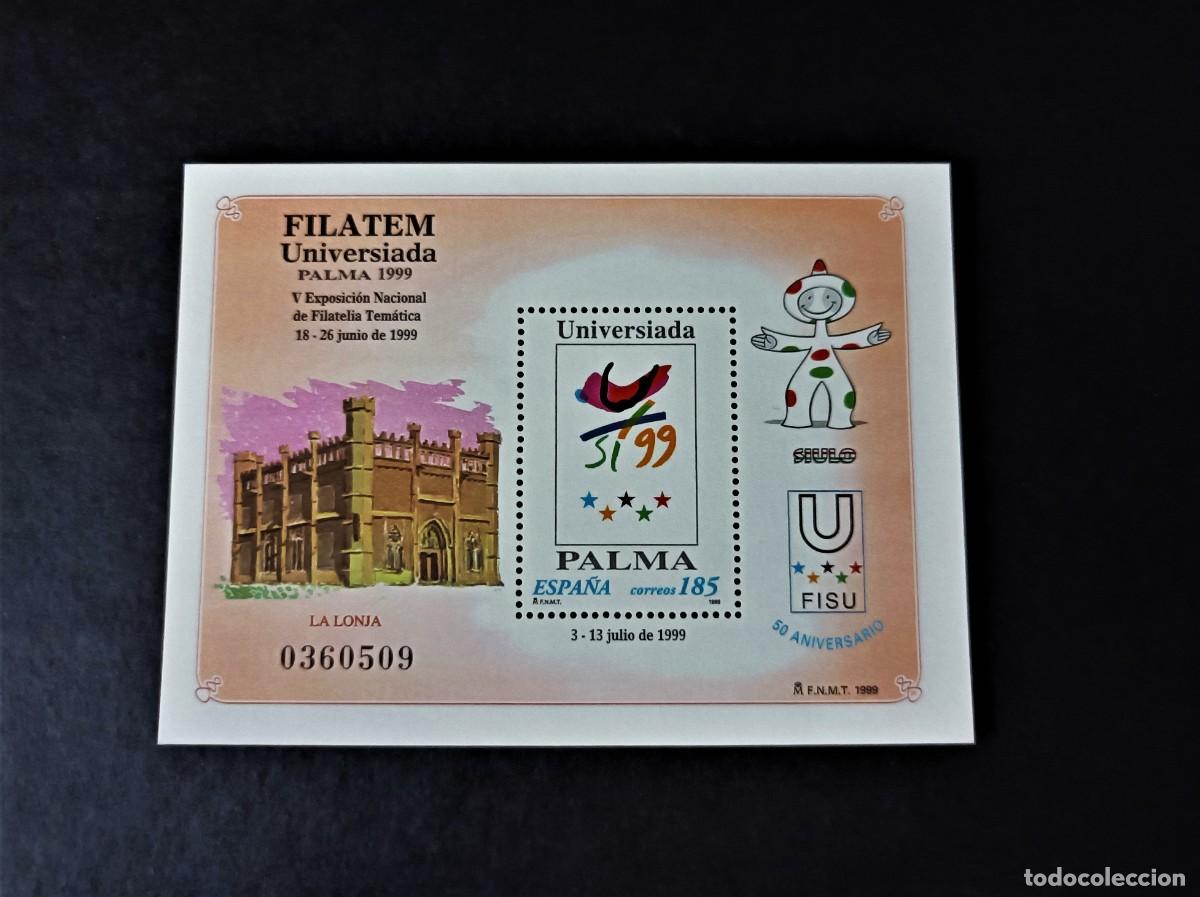 FILATEM
Universiada
PALMA 1999
V Exposición Nacional
de Filatelia Temática
18 - 26 junio de 1999
LA LONJA
0360509
Universiada
SI 99
PALMA
ESPAÑA correos 185
F.N.M.T. 1999
3 - 13 julio de 1999
SIULO
U
FISU
50 ANIVERSARIO
F.N.M.T. 1999
todocoleccion